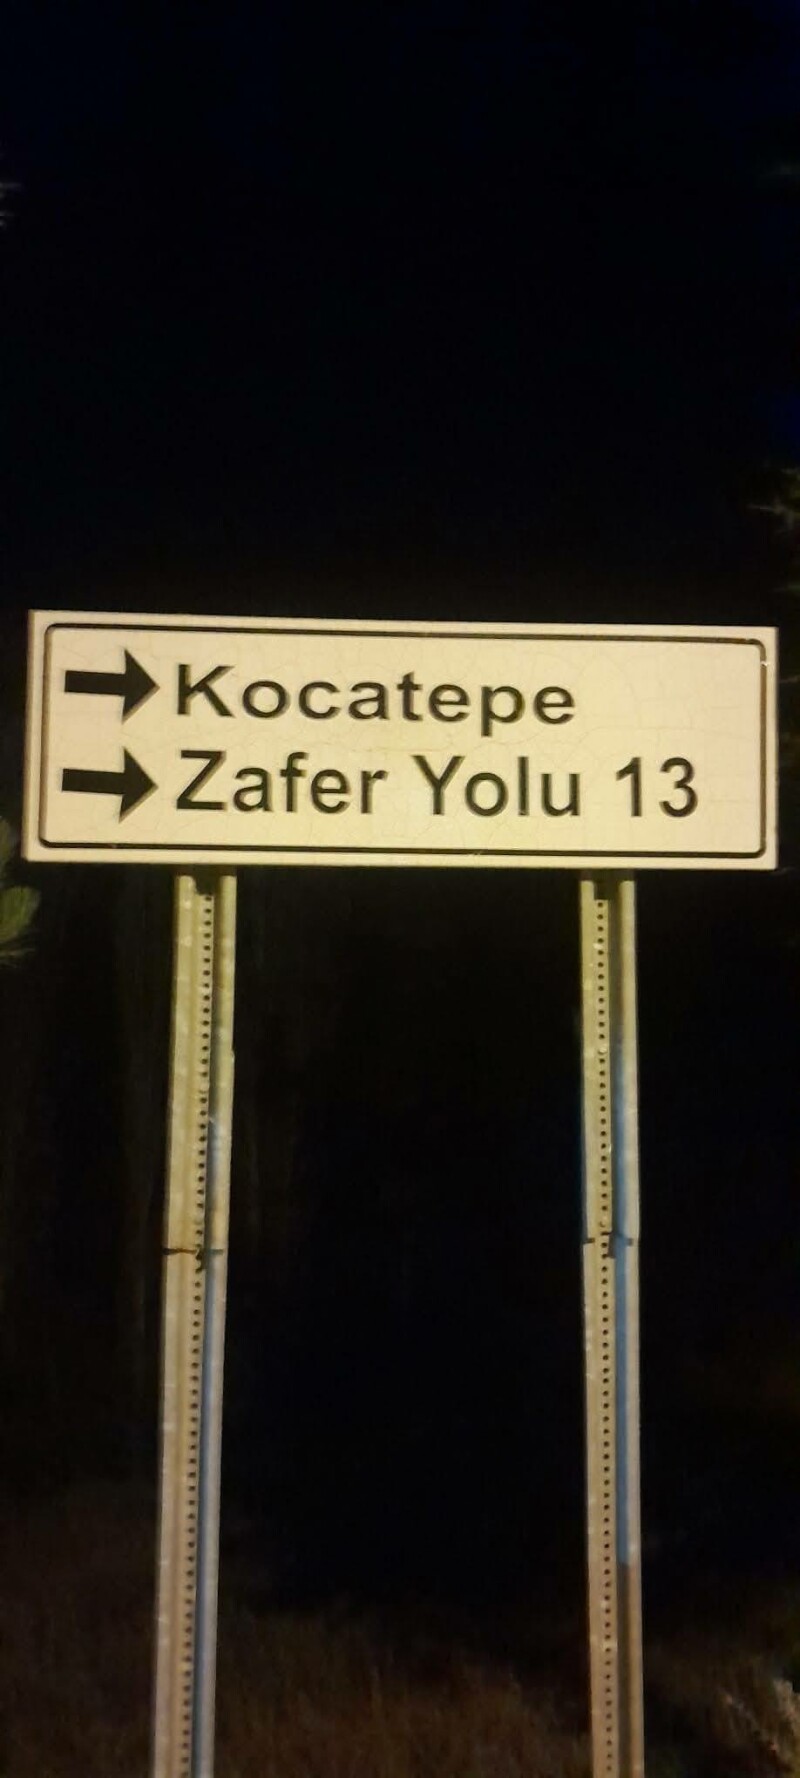 Kocatepe
Zafer Yolu 13